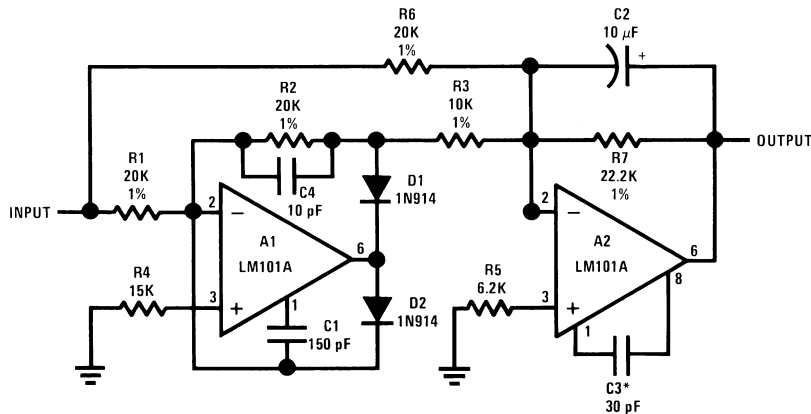 R6
20K
1%
C2
10 μF
+
R2
20K
1%
R3
10K
1%
R1
20K
1%
C4
10 pF
D1
1N914
R7
22.2K
1%
OUTPUT
INPUT
2
−
A1
LM101A
6
2
−
A2
LM101A
6
R4
15K
3
+
1
D2
1N914
R5
6.2K
3
+
8
1
C1
150 pF
C3*
30 pF